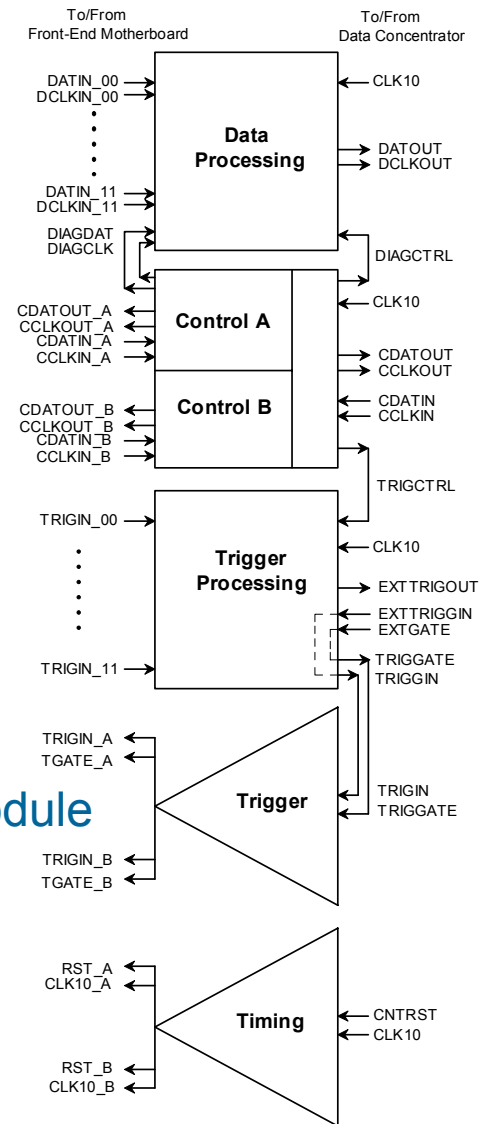 To/From
Front-End Motherboard
To/From
Data Concentrator
DATIN_00
DCLKIN_00
DATIN_11
DCLKIN_11
DIAGDAT
DIAGCLK
Data
Processing
CLK10
DATOUT
DCLKOUT
DIAGCTRL
CDATOUT_A
CCLKOUT_A
CDATIN_A
CCLKIN_A
Control A
CDATOUT_B
CCLKOUT_B
CDATIN_B
CCLKIN_B
Control B
CLK10
CDATOUT
CCLKOUT
CDATIN
CCLKIN
TRIGCTRL
TRIGIN_00
TRIGIN_11
Trigger
Processing
CLK10
EXTTRIGOUT
EXTTRIGGIN
EXTGATE
TRIGGATE
TRIGGIN
TRIGIN_A
TGATE_A
odule
TRIGIN_B
TGATE_B
Trigger
TRIGIN
TRIGGATE
RST_A
CLK10_A
RST_B
CLK10_B
Timing
CNTRST
CLK10